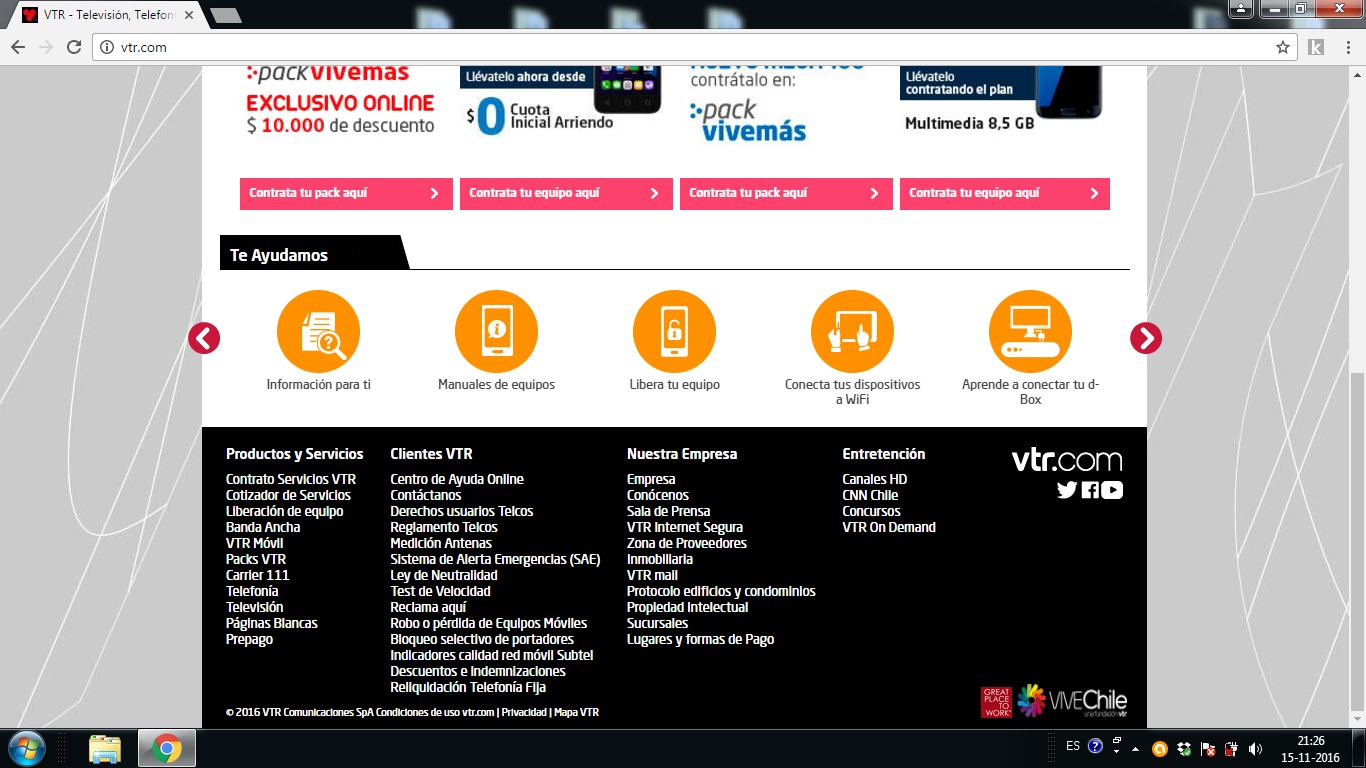 VTR - Televisión, Telefon
vtr.com
pack vivemás
EXCLUSIVO ONLINE
$ 10.000 de descuento
Llévatelo ahora desde
$0 Cuota
Inicial Arriendo
contrátalo en:
pack
vivemás
Llévatelo
contratando el plan
Multimedia 8,5 GB
Contrata tu pack aquí
Contrata tu equipo aquí
Contrata tu pack aquí
Contrata tu equipo aquí
Te Ayudamos
Información para ti
Manuales de equipos
Libera tu equipo
Conecta tus dispositivos
a WiFi
Aprende a conectar tu d-
Box
Productos y Servicios
Contrato Servicios VTR
Cotizador de Servicios
Liberación de equipo
Banda Ancha
VTR Móvil
Packs VTR
Carrier 111
Telefonía
Televisión
Páginas Blancas
Prepago
Clientes VTR
Centro de Ayuda Online
Contáctanos
Derechos usuarios Telcos
Reglamento Telcos
Medición Antenas
Sistema de Alerta Emergencias (SAE)
Ley de Neutralidad
Test de Velocidad
Reclama aquí
Robo o pérdida de Equipos Móviles
Bloqueo selectivo de portadores
Indicadores calidad red móvil Subtel
Descuentos e Indemnizaciones
Reliquidación Telefonía Fija
Nuestra Empresa
Empresa
Conócenos
Sala de Prensa
VTR Internet Segura
Zona de Proveedores
Inmobiliaria
VTR mail
Protocolo edificios y condominios
Propiedad Intelectual
Sucursales
Lugares y formas de Pago
Entretención
Canales HD
CNN Chile
Concursos
VTR On Demand
vtr.com
© 2016 VTR Comunicaciones SpA Condiciones de uso vtr.com | Privacidad | Mapa VTR
GREAT
PLACE
TO
WORK
VIVEChile
una fundación vtr
ES
21:26
15-11-2016